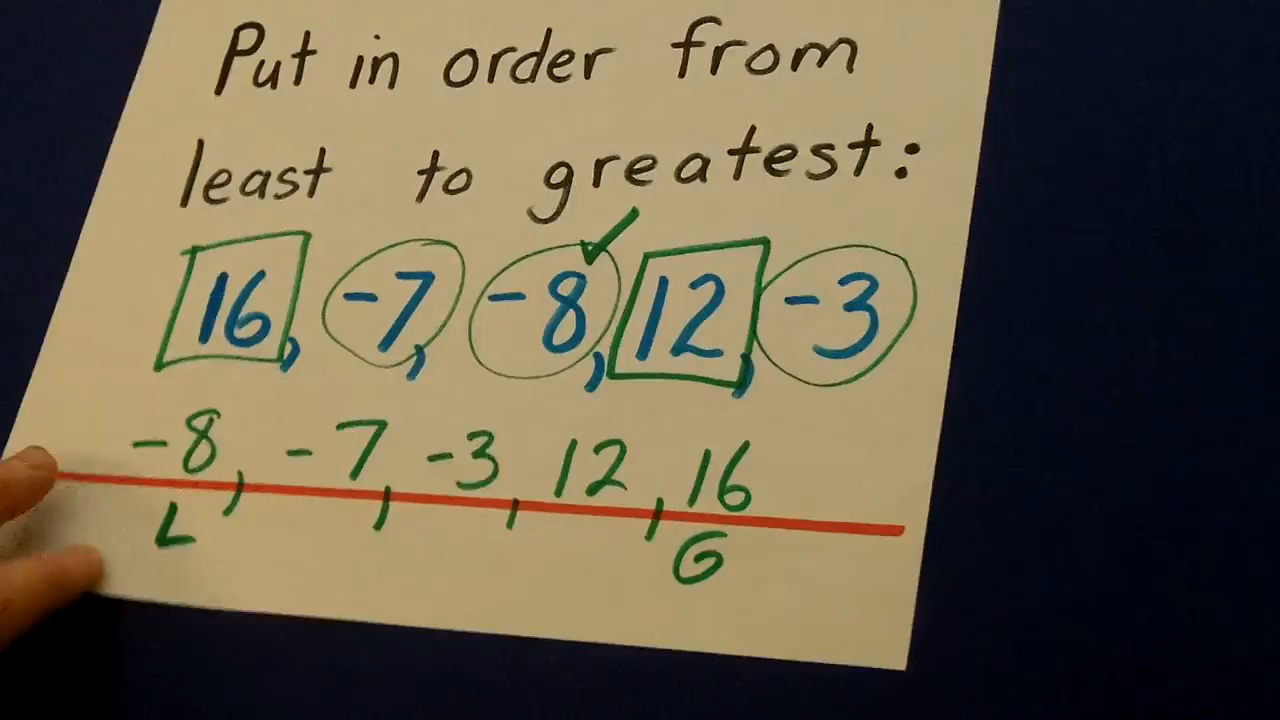 Put in order from
least to greatest:
16, -7, -8, 12, -3
-8, -7, -3, 12, 16
L G